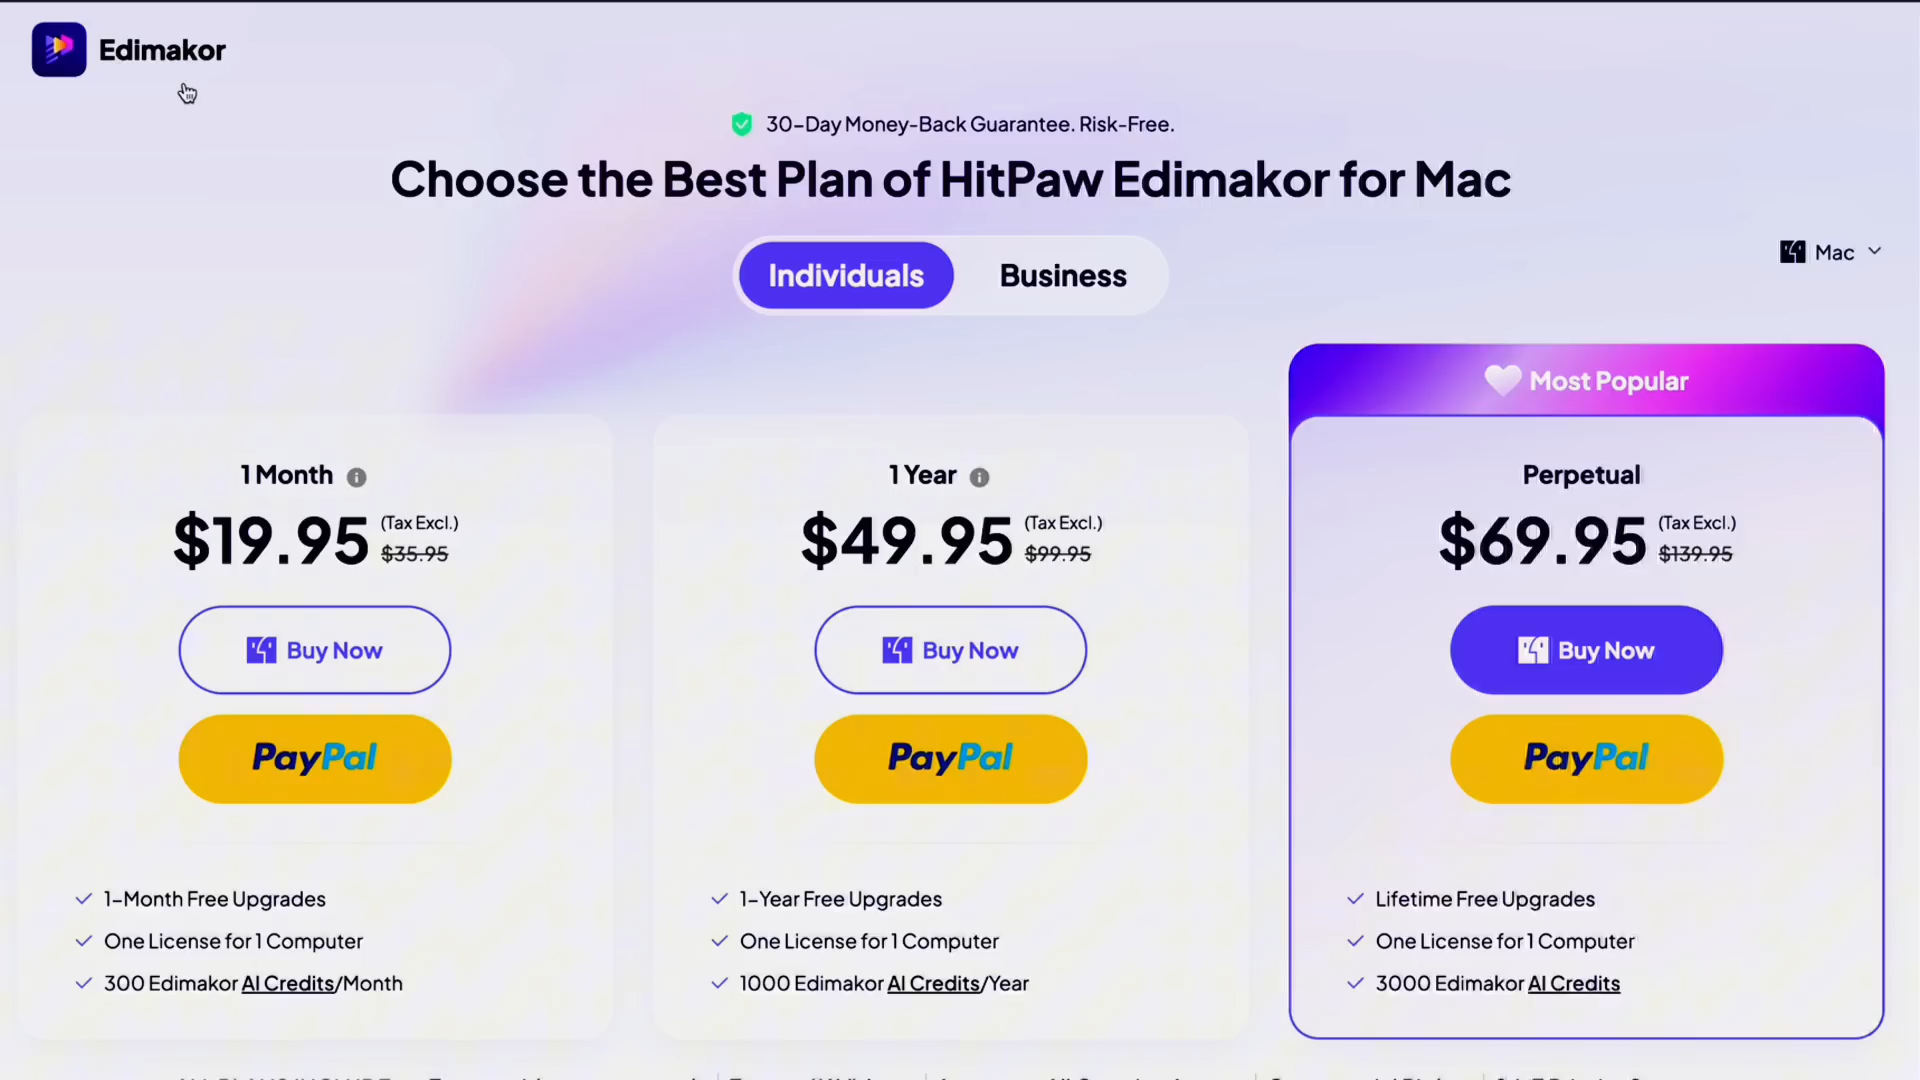 Edimakor
30-Day Money-Back Guarantee. Risk-Free.
Choose the Best Plan of HitPaw Edimakor for Mac
Individuals
Business
Mac
Most Popular
1 Month
$19.95 (Tax Excl.)
$35.95
Buy Now
PayPal
1-Month Free Upgrades
One License for 1 Computer
300 Edimakor AI Credits/Month
1 Year
$49.95 (Tax Excl.)
$99.95
Buy Now
PayPal
1-Year Free Upgrades
One License for 1 Computer
1000 Edimakor AI Credits/Year
Perpetual
$69.95 (Tax Excl.)
$139.95
Buy Now
PayPal
Lifetime Free Upgrades
One License for 1 Computer
3000 Edimakor AI Credits